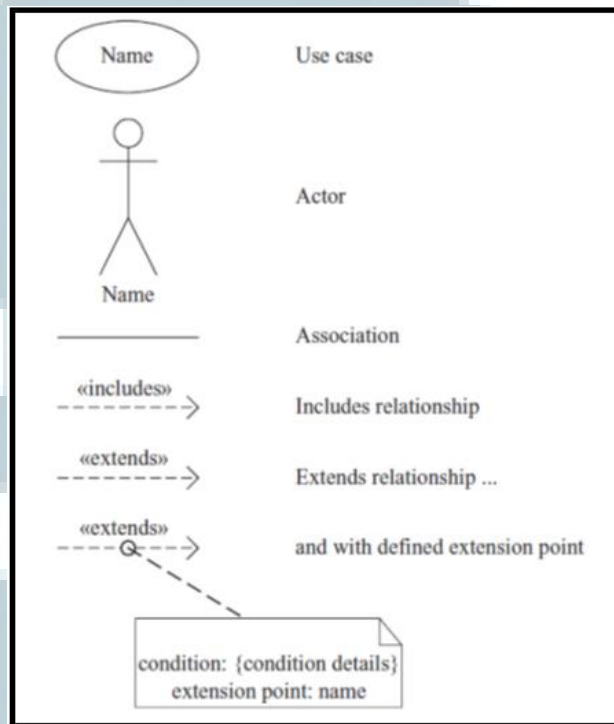 Name
Use case
Actor
Name
Association
«includes»
Includes relationship
«extends»
Extends relationship ...
«extends»
and with defined extension point
condition: {condition details}
extension point: name